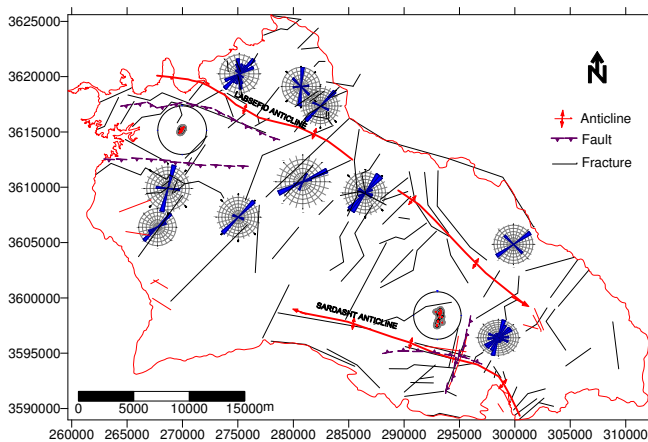 3625000
3620000
3615000
3610000
3605000
3600000
3595000
3590000
260000 265000 270000 275000 280000 285000 290000 295000 300000 305000 310000
N
Anticline
Fault
Fracture
LABSEFID ANTICLINE
SARDASHT ANTICLINE
0 5000 10000 15000m